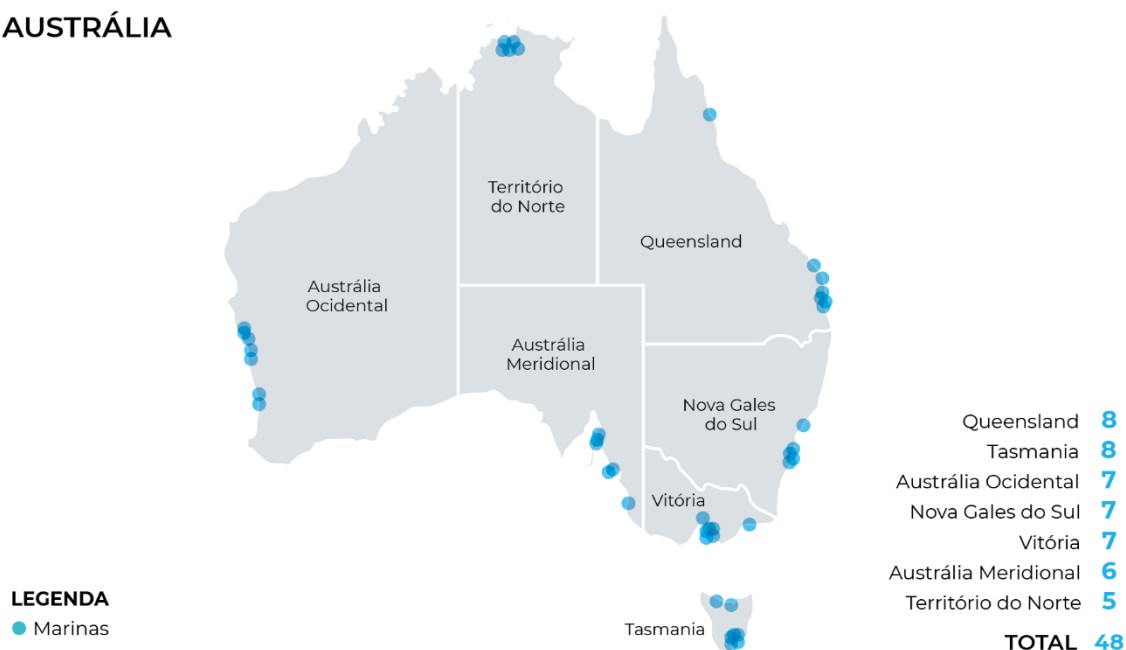 AUSTRÁLIA
Território
do Norte
Queensland
Austrália
Ocidental
Austrália
Meridional
Nova Gales
do Sul
Vitória
Tasmania
Queensland 8
Tasmania 8
Austrália Ocidental 7
Nova Gales do Sul 7
Vitória 7
Austrália Meridional 6
Território do Norte 5
TOTAL 48
LEGENDA
Marinas